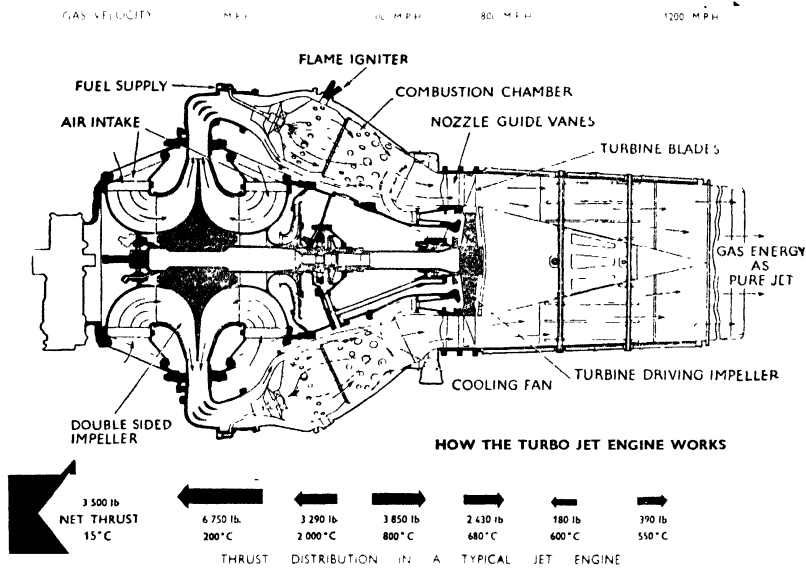 GAS VELOCITY M.P.H. M.P.H 800 M.P.H 1200 M.P.H
FLAME IGNITER
FUEL SUPPLY
COMBUSTION CHAMBER
AIR INTAKE
NOZZLE GUIDE VANES
TURBINE BLADES
GAS ENERGY
AS
PURE JET
COOLING FAN
TURBINE DRIVING IMPELLER
DOUBLE SIDED
IMPELLER
HOW THE TURBO JET ENGINE WORKS
3 500 lb
NET THRUST
15°C
6 750 lb.
200°C
3 290 lb
2 000°C
3 850 lb
800°C
2 430 lb
680°C
180 lb
600°C
390 lb
550°C
THRUST DISTRIBUTION IN A TYPICAL JET ENGINE